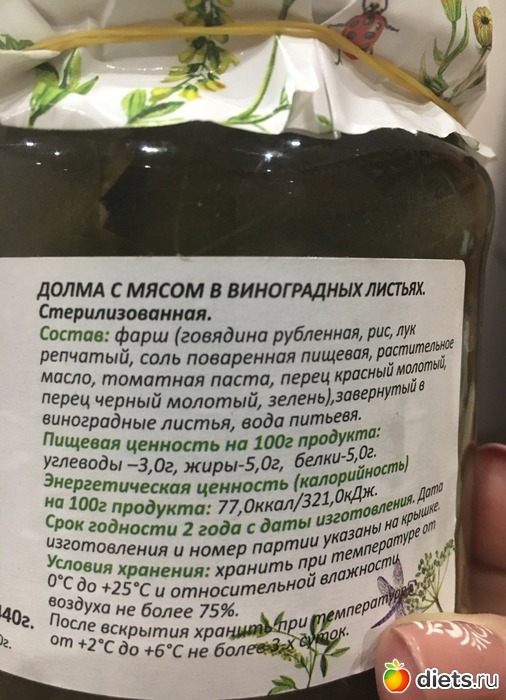 ДОЛМА С МЯСОМ В ВИНОГРАДНЫХ ЛИСТЬЯХ.
Стерилизованная.
Состав: фарш (говядина рубленная, рис, лук
репчатый, соль поваренная пищевая, растительное
масло, томатная паста, перец красный молотый,
перец черный молотый, зелень),завернутый в
виноградные листья, вода питьевя.
Пищевая ценность на 100г продукта:
углеводы –3,0г, жиры-5,0г, белки-5,0г.
Энергетическая ценность (калорийность)
на 100г продукта: 77,0ккал/321,0кДж.
Срок годности 2 года с даты изготовления. Дата
изготовления и номер партии указаны на крышке.
Условия хранения: хранить при температуре от
0°С до +25°С и относительной влажности
воздуха не более 75%.
440г. После вскрытия хранить при температуре
от +2°С до +6°С не более 3-х суток.
diets.ru